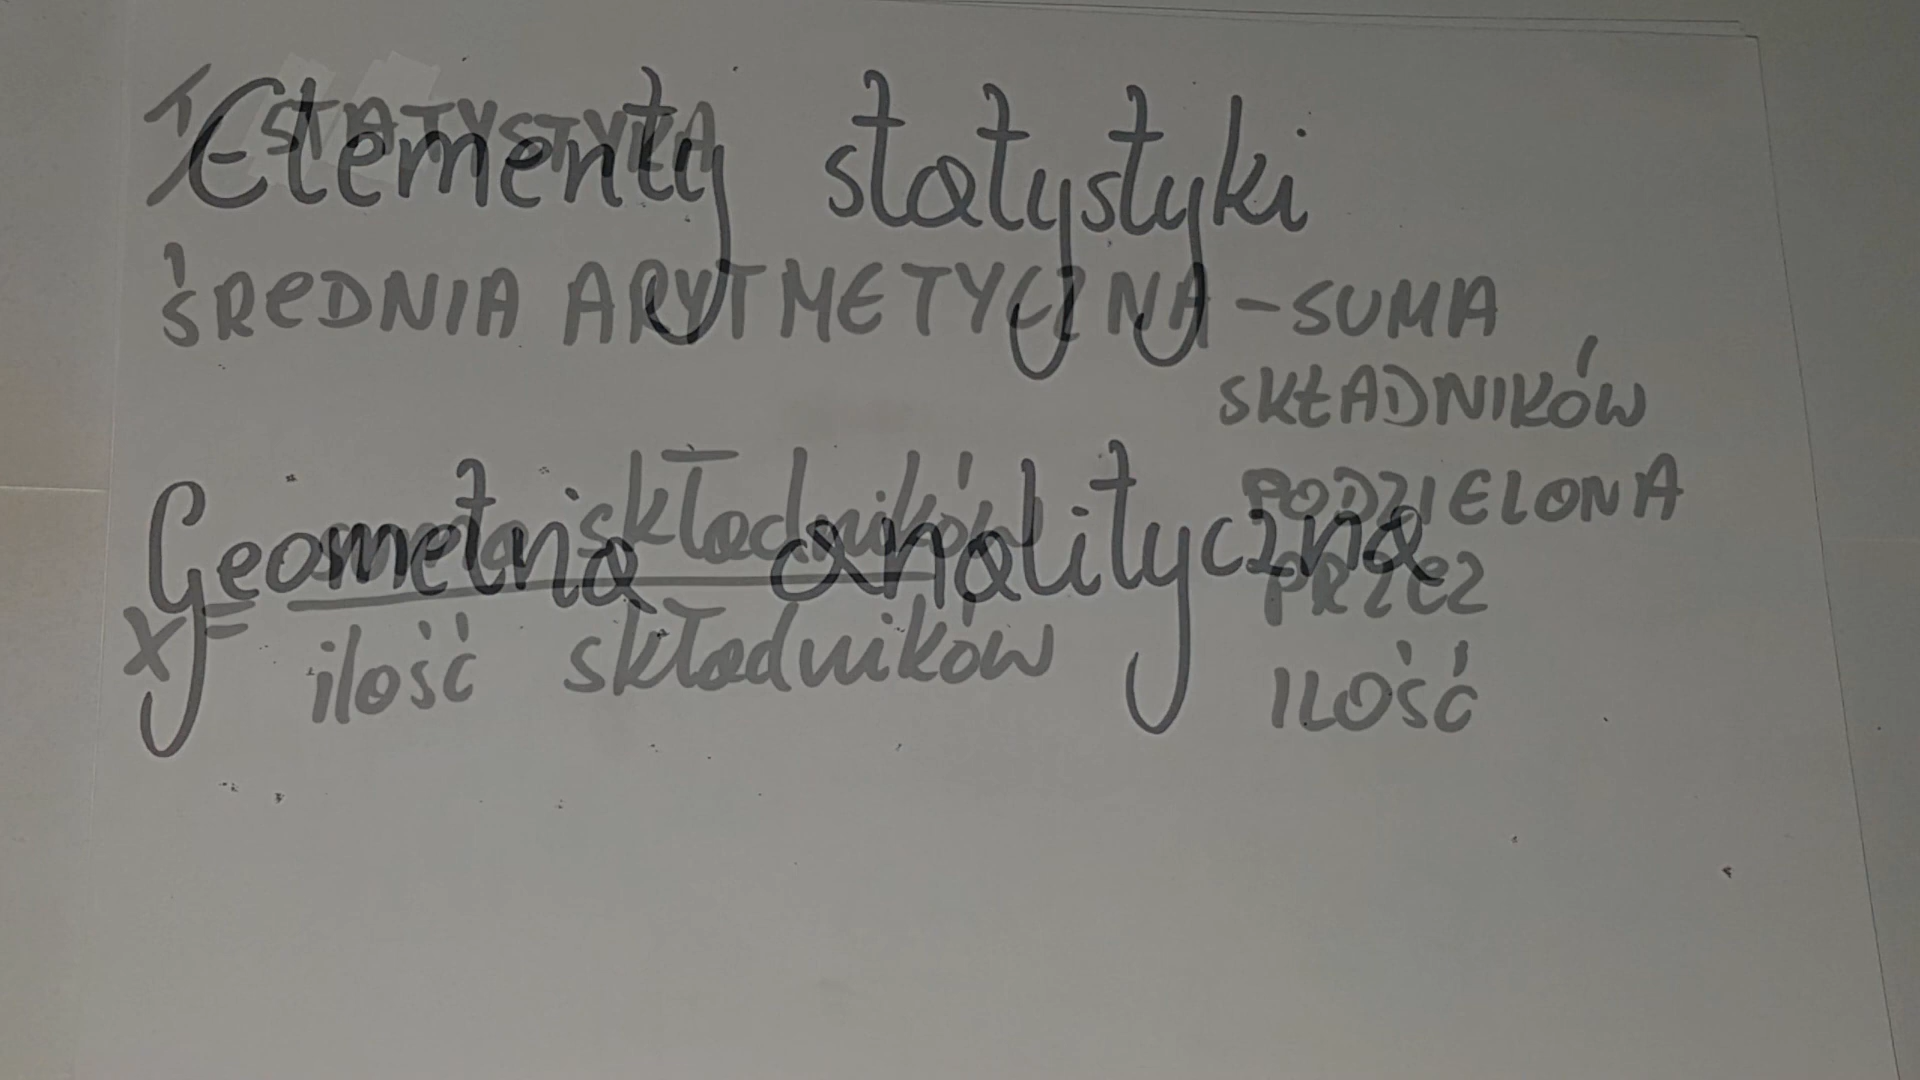 Elementy statystyki
1) STATYSTYKA
ŚREDNIA ARYTMETYCZNA - SUMA
SKŁADNIKÓW
PODZIELONA
PRZEZ
ILOŚĆ
Geometria analityczna
X = suma składników
ilość składników